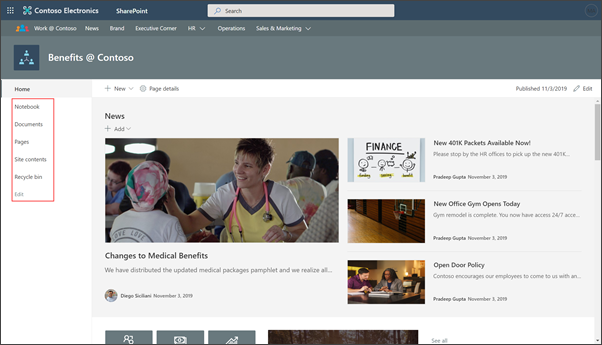 Contoso Electronics SharePoint Search
Work @ Contoso News Brand Executive Corner HR Operations Sales & Marketing
Benefits @ Contoso
Home
Notebook
Documents
Pages
Site contents
Recycle bin
Edit
+ New Page details Published 11/3/2019 Edit
News
+ Add
Changes to Medical Benefits
We have distributed the updated medical packages pamphlet and we realize all...
Diego Siciliani November 3, 2019
FINANCE
New 401K Packets Available Now!
Please stop by the HR offices to pick up the new 401K...
Pradeep Gupta November 3, 2019
New Office Gym Opens Today
Gym remodel is complete. You now have access 24/7 acce...
Pradeep Gupta November 3, 2019
Open Door Policy
Contoso encourages our employees to come to us with an...
Pradeep Gupta November 3, 2019
See all